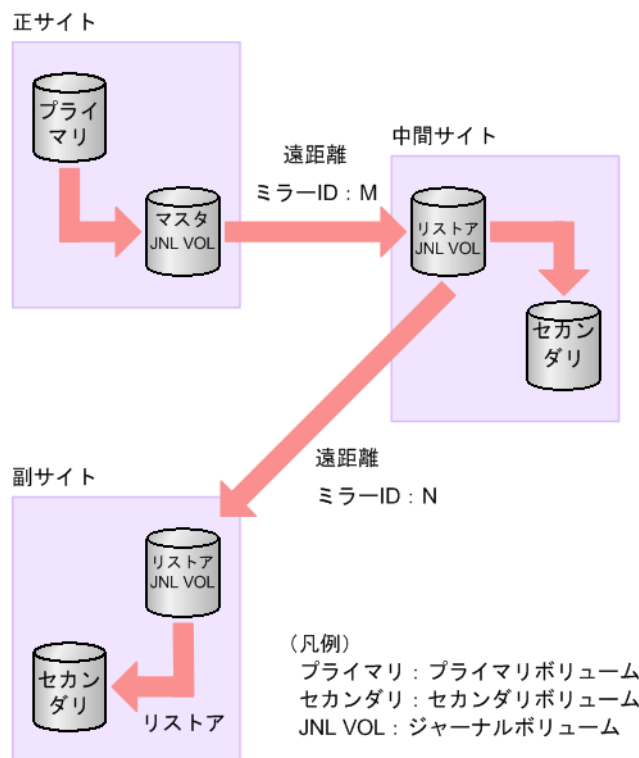 正サイト
プライ
マリ
マスタ
JNL VOL
遠距離
ミラーID：M
中間サイト
リストア
JNL VOL
セカン
ダリ
遠距離
ミラーID：N
副サイト
リストア
JNL VOL
セカン
ダリ
リストア
（凡例）
プライマリ：プライマリボリューム
セカンダリ：セカンダリボリューム
JNL VOL：ジャーナルボリューム